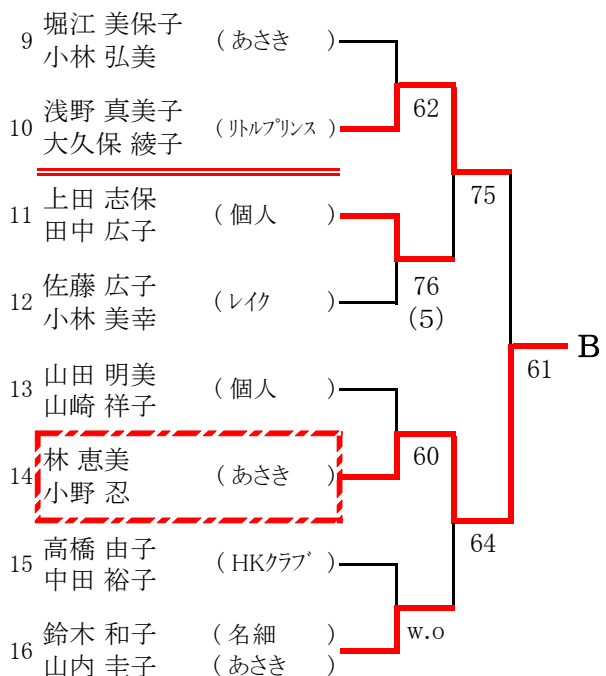 9 堀江 美保子 (あさき )
小林 弘美
10 浅野 真美子 (ﾘﾄﾙﾌﾟﾘﾝｽ)
大久保 綾子
62
11 上田 志保 (個人 )
田中 広子
75
12 佐藤 広子 (ﾚｲｸ )
小林 美幸
76
(5)
B
61
13 山田 明美 (個人 )
山崎 祥子
14 林 恵美 (あさき )
小野 忍
60
64
15 高橋 由子 (HKｸﾗﾌﾞ )
中田 裕子
16 鈴木 和子 (名細 )
山内 圭子 (あさき )
w.o